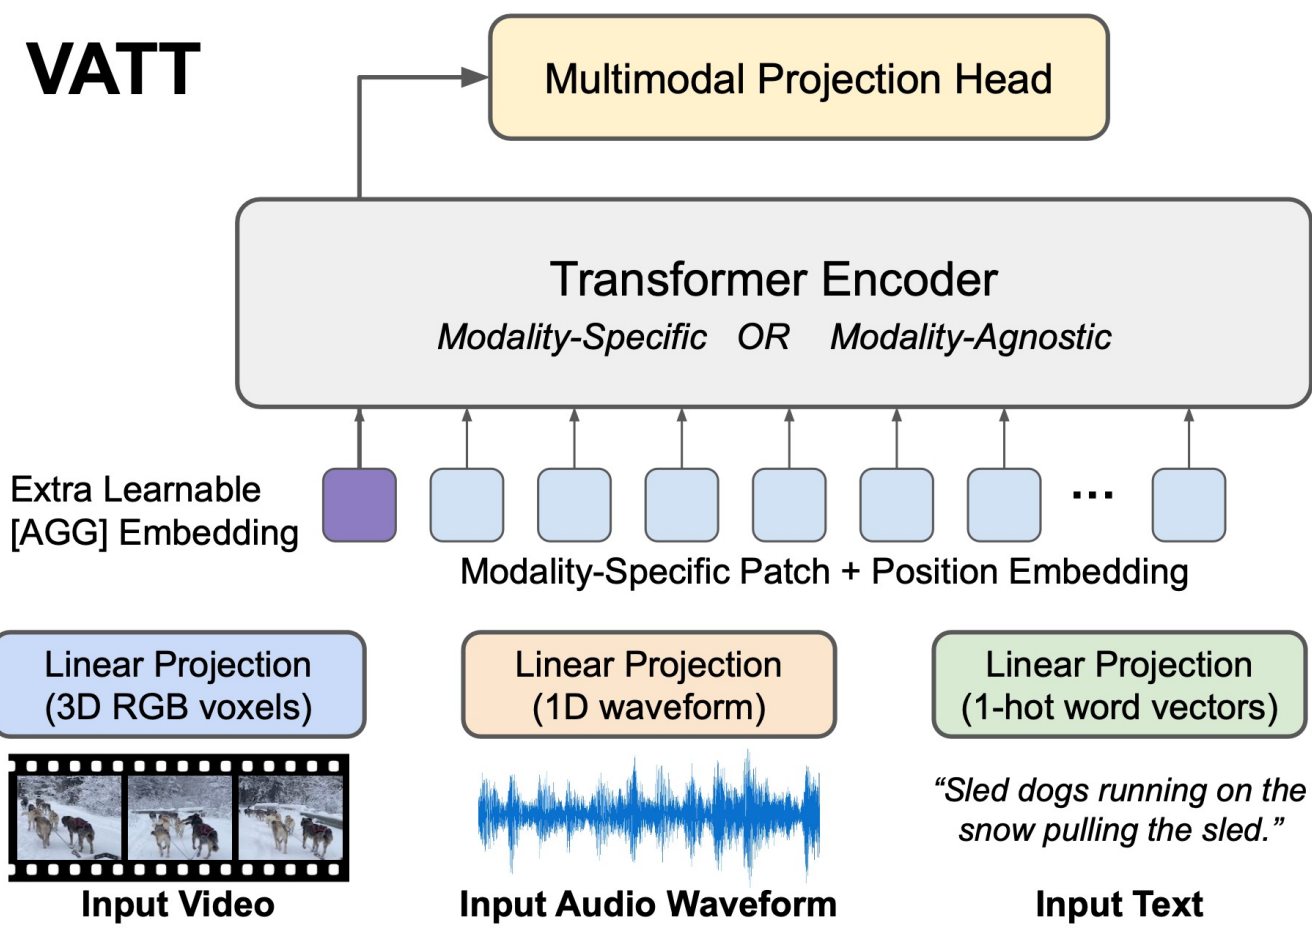 VATT
Multimodal Projection Head
Transformer Encoder
Modality-Specific OR Modality-Agnostic
Extra Learnable
[AGG] Embedding
...
Modality-Specific Patch + Position Embedding
Linear Projection
(3D RGB voxels)
Linear Projection
(1D waveform)
Linear Projection
(1-hot word vectors)
“Sled dogs running on the
snow pulling the sled.”
Input Video
Input Audio Waveform
Input Text